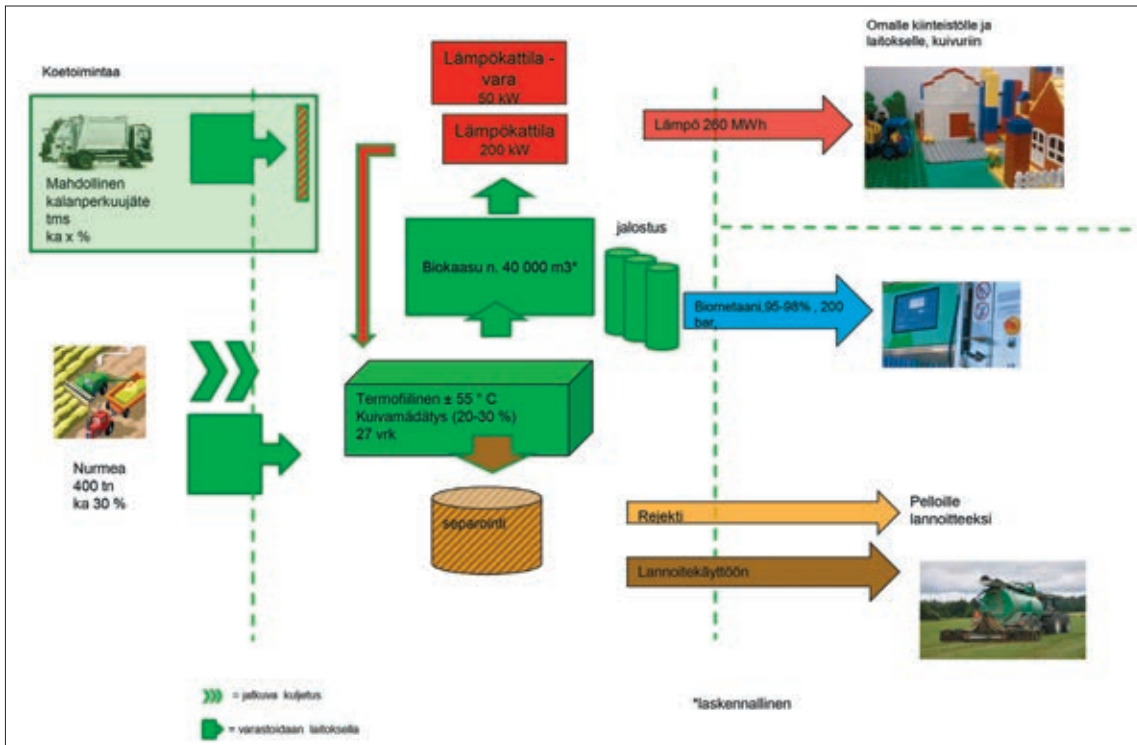 Koetoimintaa
Mahdollinen
kalanperkuujäte
tms
ka x %
Nurmea
400 tn
ka 30 %
Lämpökattila -
vara
50 kW
Lämpökattila
200 kW
Biokaasu n. 40 000 m3*
Termofiilinen ± 55 ° C
Kuivamädätys (20-30 %)
27 vrk
separointi
jalostus
Omalle kiinteistölle ja
laitokselle, kuivuriin
Lämpö 260 MWh
Biometaani,95-98% , 200
bar,
Rejekti
Pelloille
lannoitteeksi
Lannoitekäyttöön
= jatkuva kuljetus
= varastoidaan laitoksella
*laskennallinen